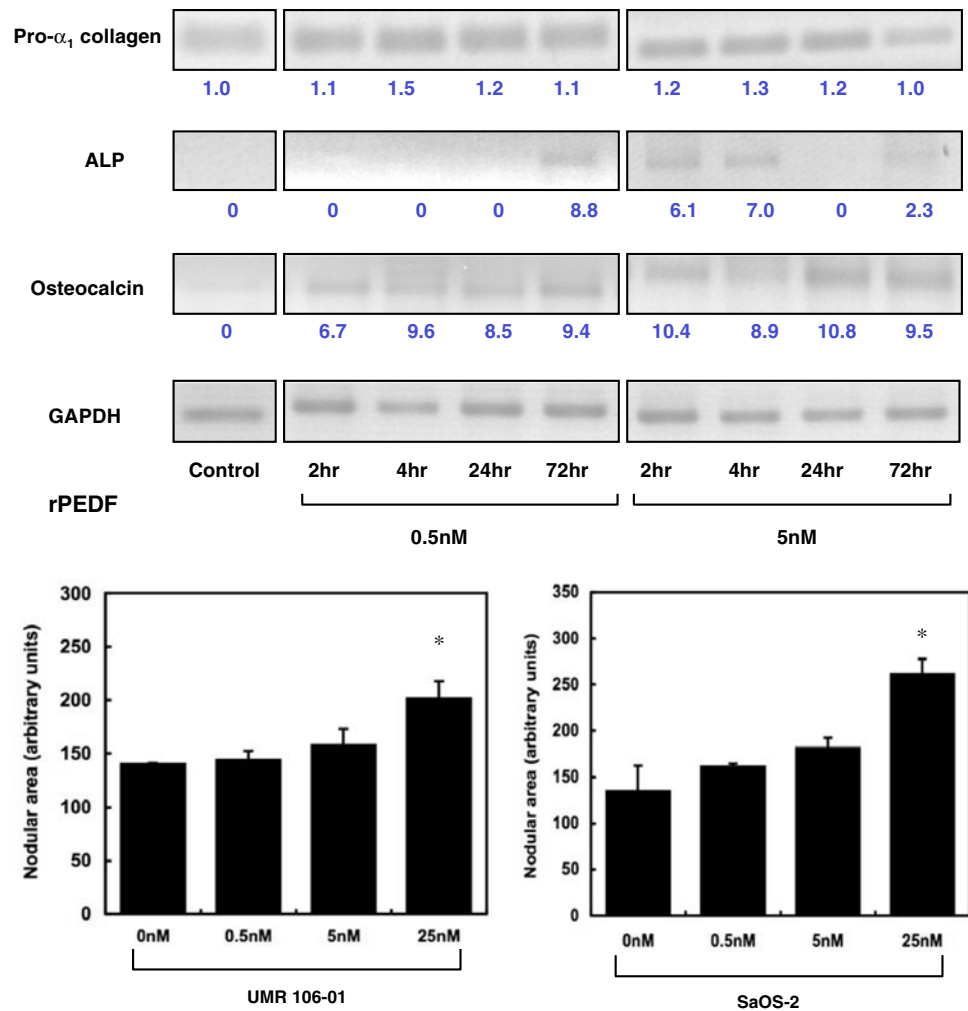 Pro-α1 collagen
1.0 1.1 1.5 1.2 1.1 1.2 1.3 1.2 1.0
ALP
0 0 0 0 8.8 6.1 7.0 0 2.3
Osteocalcin
0 6.7 9.6 8.5 9.4 10.4 8.9 10.8 9.5
GAPDH
Control 2hr 4hr 24hr 72hr 2hr 4hr 24hr 72hr
rPEDF
0.5nM 5nM
Nodular area (arbitrary units)
300
250
200
150
100
50
0
*
0nM 0.5nM 5nM 25nM
UMR 106-01
Nodular area (arbitrary units)
350
300
250
200
150
100
50
0
*
0nM 0.5nM 5nM 25nM
SaOS-2